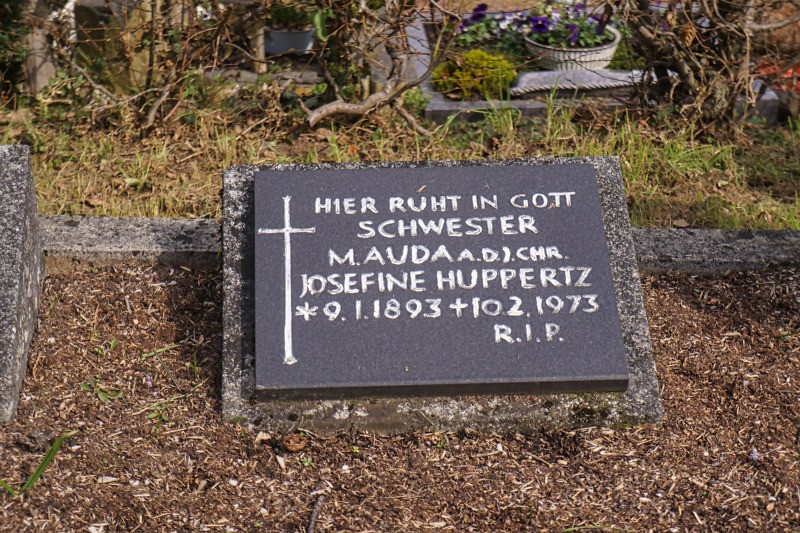 HIER RUHT IN GOTT
SCHWESTER
M. AUDA A.D.J.CHR.
JOSEFINE HUPPERTZ
*9.1.1893 +10.2.1973
R.I.P.